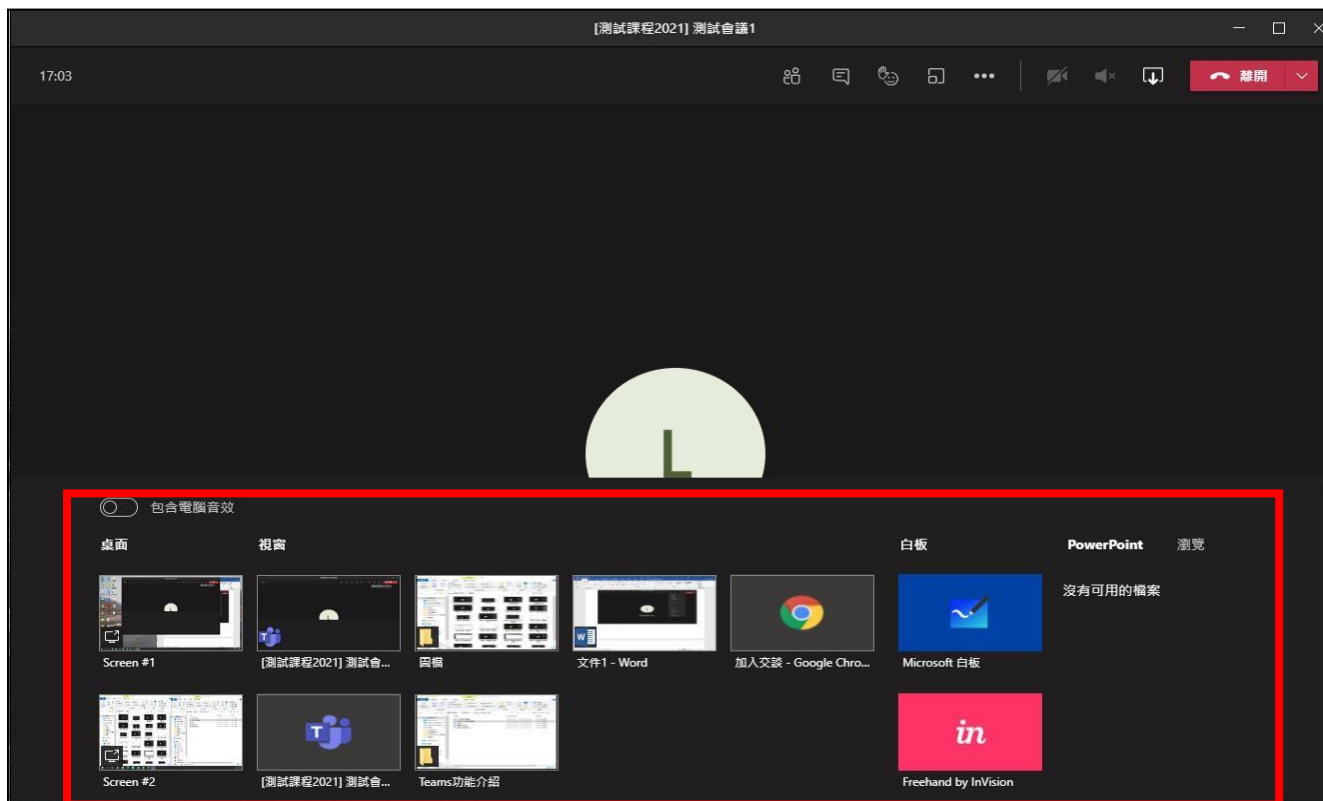 [測試課程2021] 測試會議1
17:03
離開
L
包含電腦音效
桌面 視窗 白板 PowerPoint 瀏覽
沒有可用的檔案
Screen #1 [測試課程2021] 測試會... 圖檔 文件1 - Word 加入交談 - Google Chro... Microsoft 白板
in
Screen #2 [測試課程2021] 測試會... Teams功能介紹 Freehand by InVision